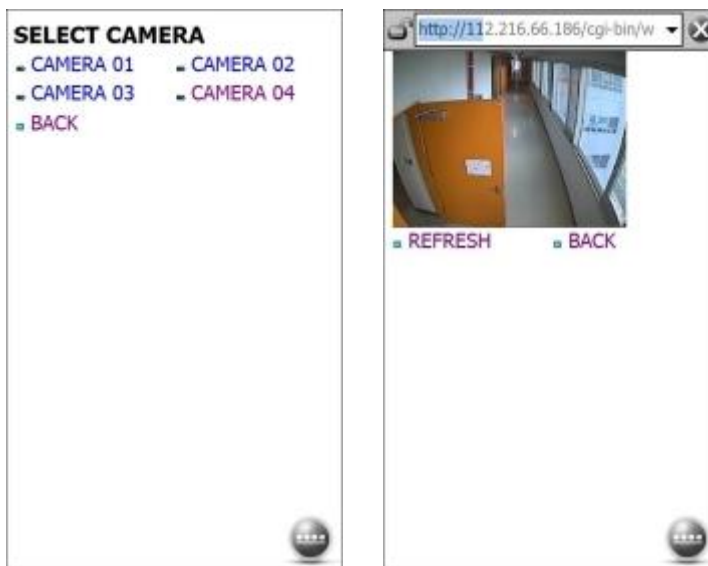 SELECT CAMERA
CAMERA 01 CAMERA 02
CAMERA 03 CAMERA 04
BACK
http://112.216.66.186/cgi-bin/w
REFRESH BACK